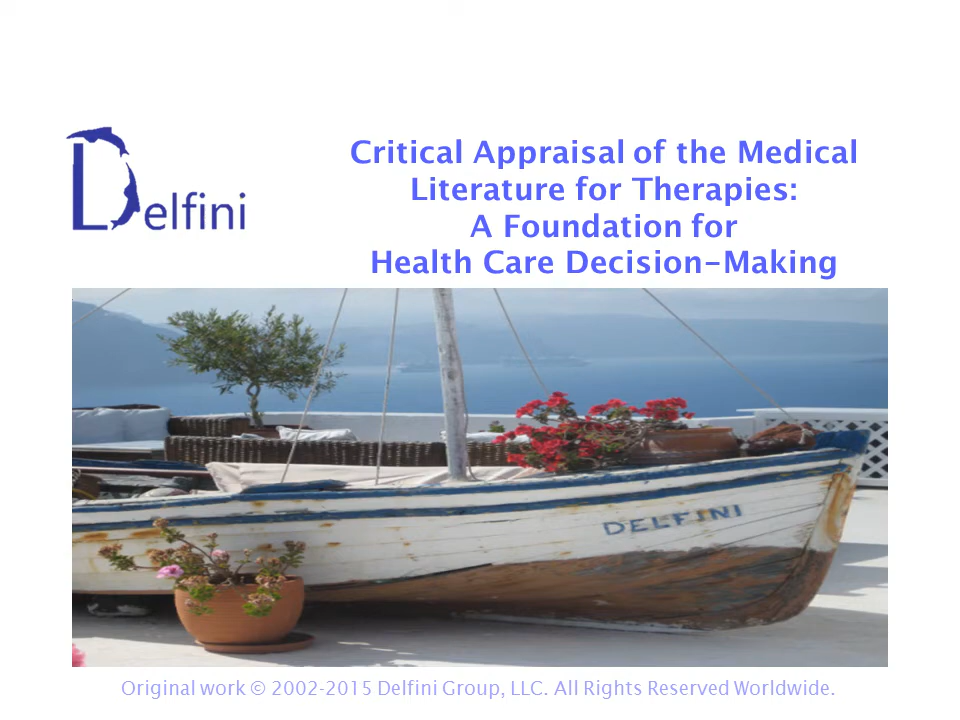 Delfini
Critical Appraisal of the Medical
Literature for Therapies:
A Foundation for
Health Care Decision-Making
DELFINI
Original work © 2002-2015 Delfini Group, LLC. All Rights Reserved Worldwide.